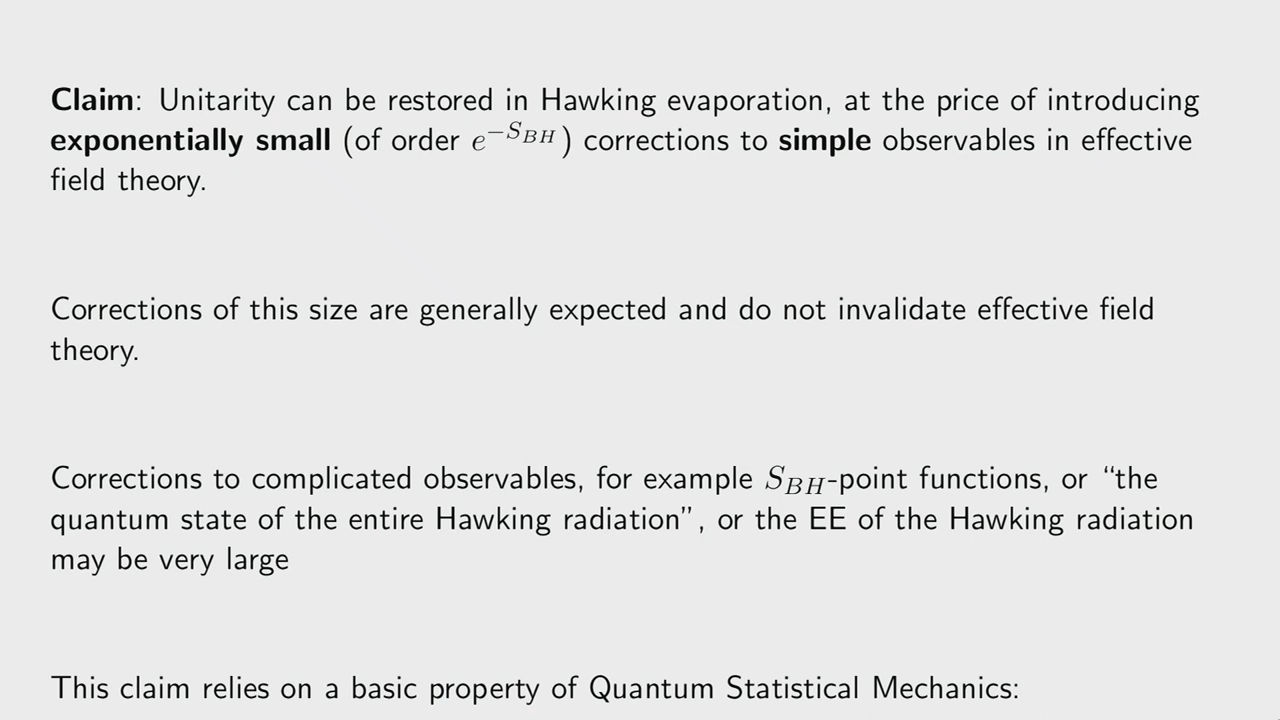 Claim: Unitarity can be restored in Hawking evaporation, at the price of introducing
exponentially small (of order $e^{-S_{BH}}$) corrections to simple observables in effective
field theory.
Corrections of this size are generally expected and do not invalidate effective field
theory.
Corrections to complicated observables, for example $S_{BH}$-point functions, or “the
quantum state of the entire Hawking radiation”, or the EE of the Hawking radiation
may be very large
This claim relies on a basic property of Quantum Statistical Mechanics: